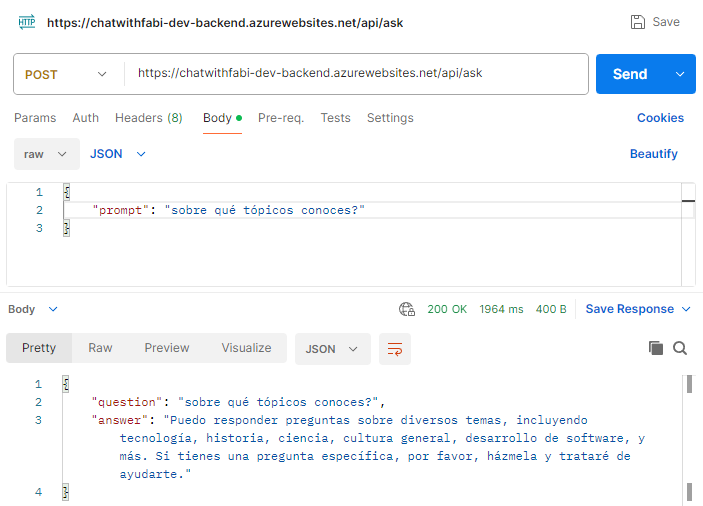 HTTP https://chatwithfabi-dev-backend.azurewebsites.net/api/ask Save
POST https://chatwithfabi-dev-backend.azurewebsites.net/api/ask Send
Params Auth Headers (8) Body Pre-req. Tests Settings Cookies
raw JSON Beautify
1 {
2 "prompt": "sobre qué tópicos conoces?"
3 }
Body 200 OK 1964 ms 400 B Save Response
Pretty Raw Preview Visualize JSON
1 {
2 "question": "sobre qué tópicos conoces?",
3 "answer": "Puedo responder preguntas sobre diversos temas, incluyendo
tecnología, historia, ciencia, cultura general, desarrollo de software, y
más. Si tienes una pregunta específica, por favor, házmela y trataré de
ayudarte."
4 }